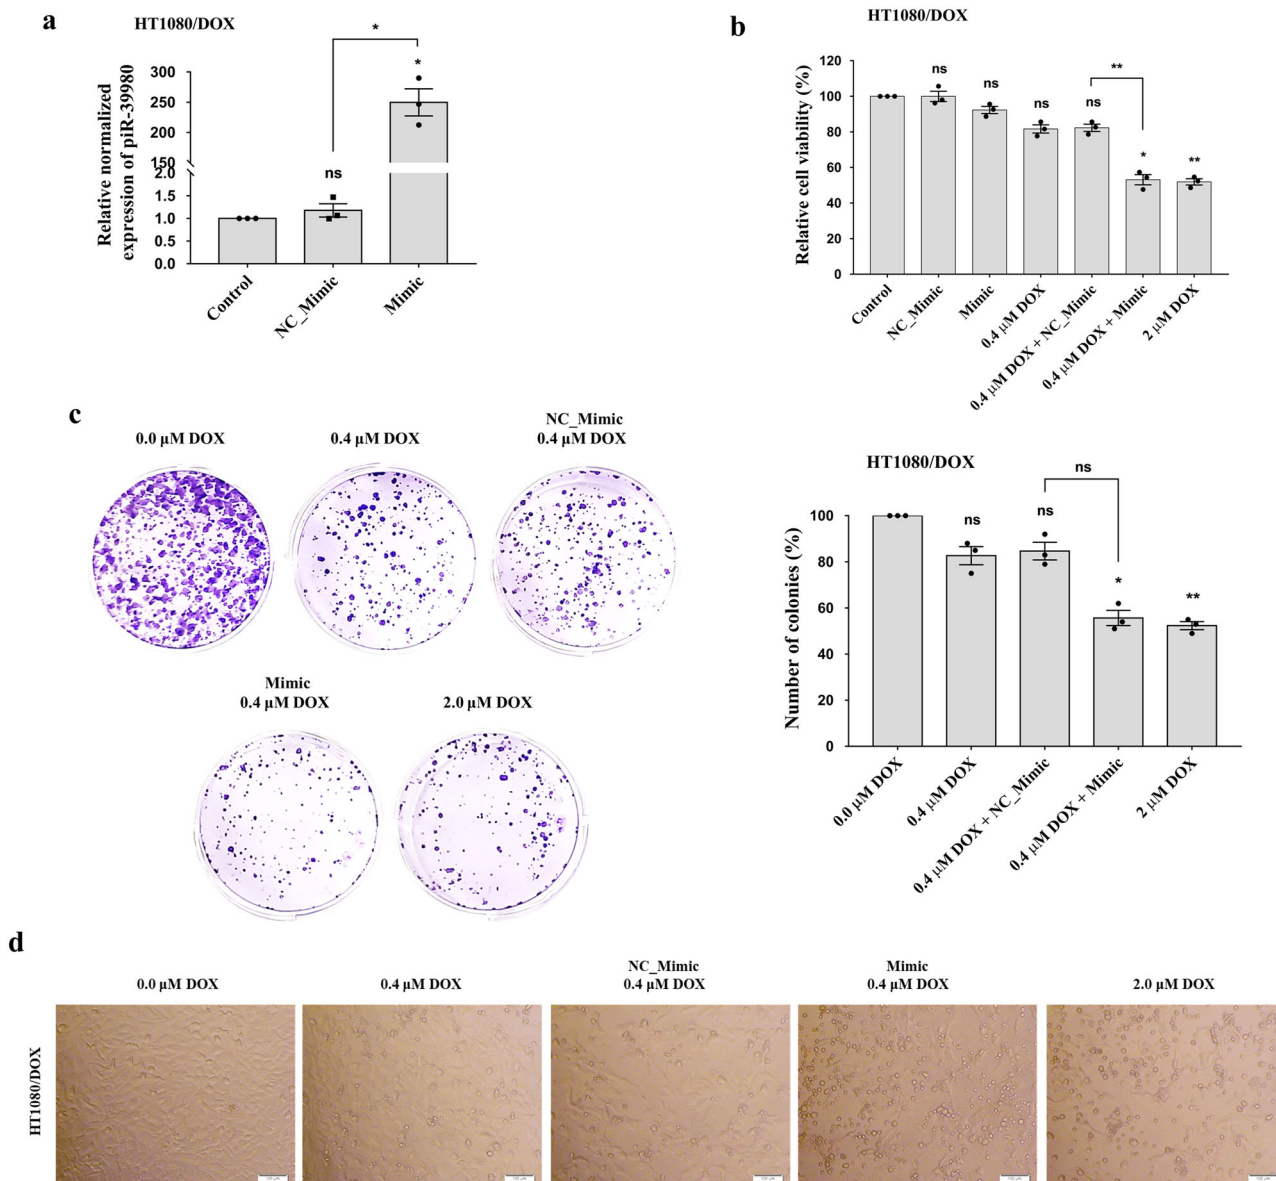 a
HT1080/DOX
*
*
ns
Relative normalized
expression of piR-39980
300
250
200
150
2.0
1.5
1.0
0.5
0.0
Control
NC_Mimic
Mimic
b
HT1080/DOX
Relative cell viability (%)
120
100
80
60
40
20
0
ns
ns
ns
ns
**
*
**
Control
NC_Mimic
Mimic
0.4 μM DOX
0.4 μM DOX + NC_Mimic
0.4 μM DOX + Mimic
2 μM DOX
c
0.0 μM DOX
0.4 μM DOX
NC_Mimic
0.4 μM DOX
Mimic
0.4 μM DOX
2.0 μM DOX
HT1080/DOX
Number of colonies (%)
100
80
60
40
20
0
ns
ns
ns
*
**
0.0 μM DOX
0.4 μM DOX
0.4 μM DOX + NC_Mimic
0.4 μM DOX + Mimic
2 μM DOX
d
0.0 μM DOX
0.4 μM DOX
NC_Mimic
0.4 μM DOX
Mimic
0.4 μM DOX
2.0 μM DOX
HT1080/DOX